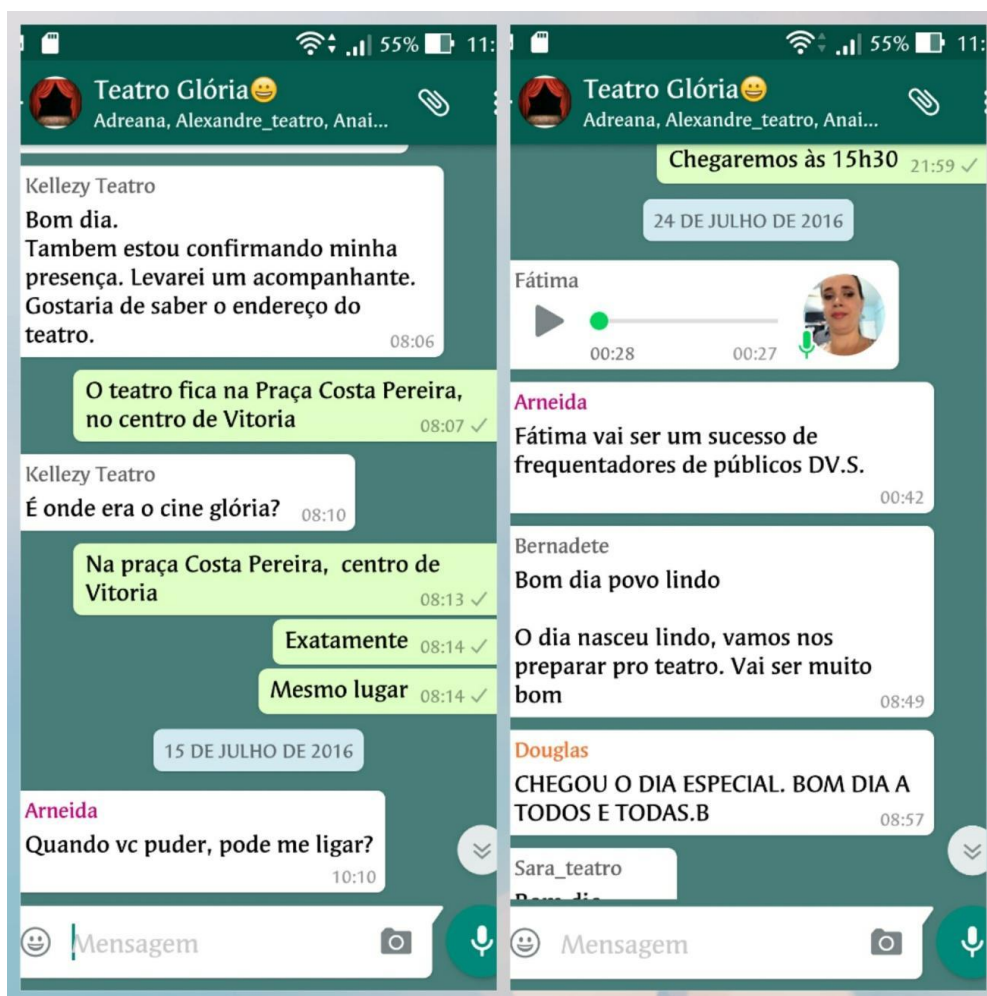 55% 11:
Teatro Glória😀
Adreana, Alexandre_teatro, Anai...
Kellezy Teatro
Bom dia.
Tambem estou confirmando minha
presença. Levarei um acompanhante.
Gostaria de saber o endereço do
teatro. 08:06
O teatro fica na Praça Costa Pereira,
no centro de Vitoria 08:07
Kellezy Teatro
É onde era o cine glória? 08:10
Na praça Costa Pereira, centro de
Vitoria 08:13
Exatamente 08:14
Mesmo lugar 08:14
15 DE JULHO DE 2016
Arneida
Quando vc puder, pode me ligar?
10:10
Mensagem
55% 11:
Teatro Glória😀
Adreana, Alexandre_teatro, Anai...
Chegaremos às 15h30 21:59
24 DE JULHO DE 2016
Fátima
00:28 00:27
Arneida
Fátima vai ser um sucesso de
frequentadores de públicos DV.S.
00:42
Bernadete
Bom dia povo lindo
O dia nasceu lindo, vamos nos
preparar pro teatro. Vai ser muito
bom 08:49
Douglas
CHEGOU O DIA ESPECIAL. BOM DIA A
TODOS E TODAS.B 08:57
Sara_teatro
Bom dia
Mensagem